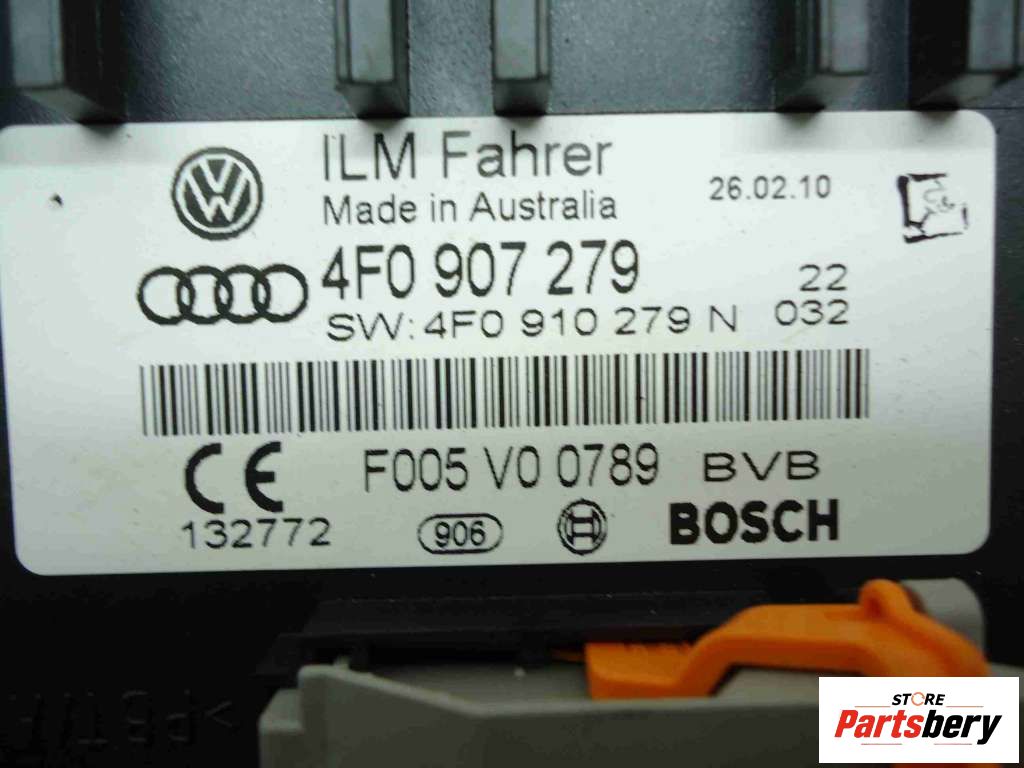 ILM Fahrer
Made in Australia
26.02.10
4F0 907 279
22
SW: 4F0 910 279 N
032
F005 V0 0789
BVB
CE
132772
906
BOSCH
STORE
Partsbery